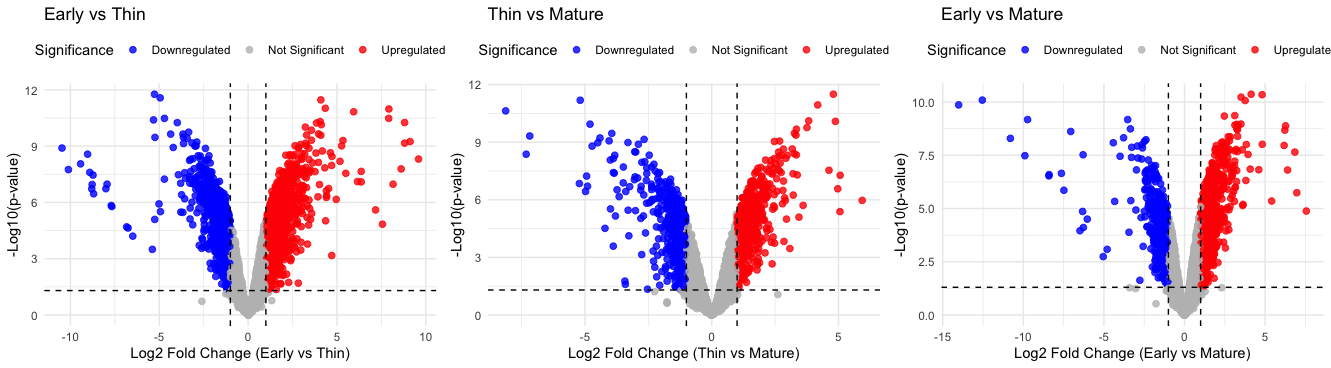 Early vs Thin
Significance Downregulated Not Significant Upregulated
12
9
6
3
0
-Log10(p-value)
-10 -5 0 5 10
Log2 Fold Change (Early vs Thin)
Thin vs Mature
Significance Downregulated Not Significant Upregulated
12
9
6
3
0
-Log10(p-value)
-5 0 5
Log2 Fold Change (Thin vs Mature)
Early vs Mature
Significance Downregulated Not Significant Upregulate
10.0
7.5
5.0
2.5
0.0
-Log10(p-value)
-15 -10 -5 0 5
Log2 Fold Change (Early vs Mature)